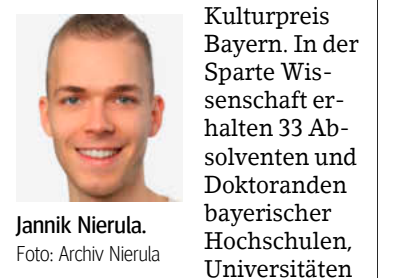 Kulturpreis
Bayern. In der
Sparte Wis-
senschaft er-
halten 33 Ab-
solventen und
Doktoranden
bayerischer
Hochschulen,
Universitäten
Jannik Nierula.
Foto: Archiv Nierula